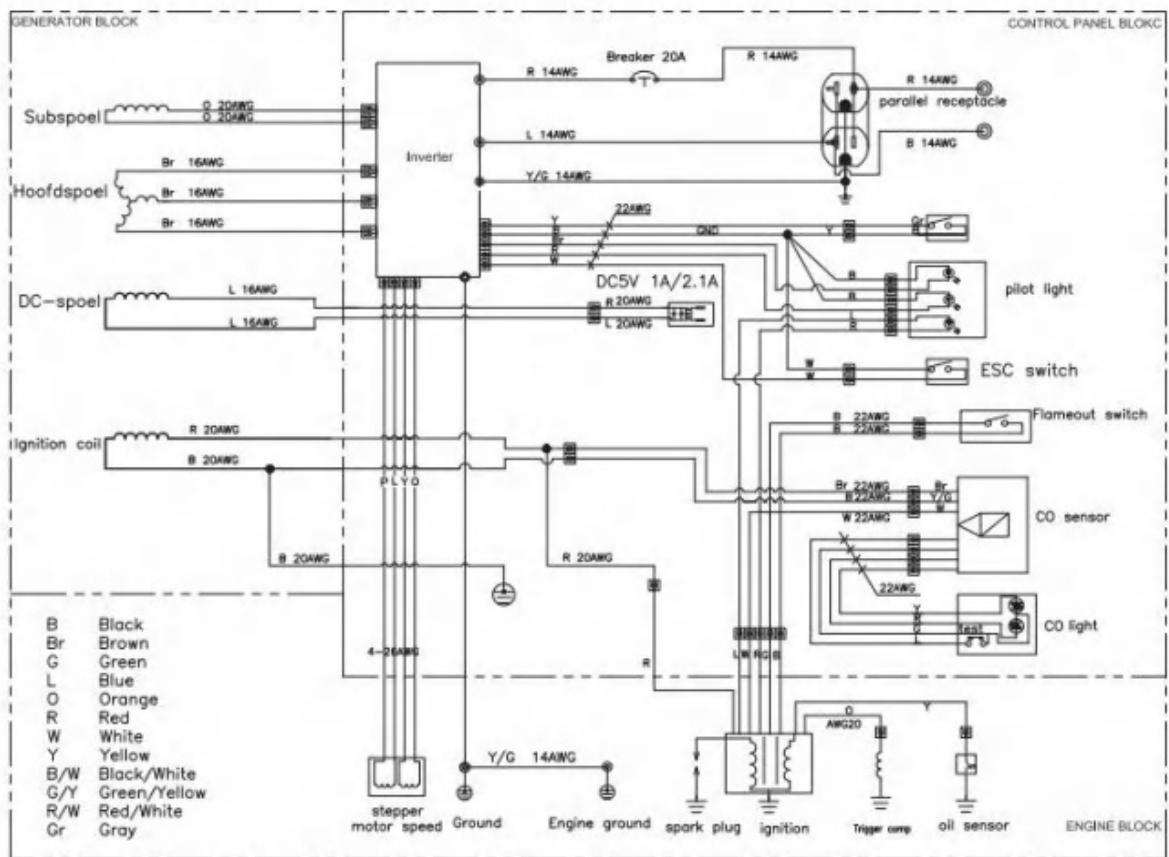 GENERATOR BLOCK
CONTROL PANEL BLOKC
Breaker 20A
R 14AWG
R 14AWG
R 14AWG
parallel receptacle
O 20AWG
O 20AWG
Subspoel
L 14AWG
B 14AWG
Inverter
Br 16AWG
Y/G 14AWG
Hoofdspoel
Br 16AWG
Br 16AWG
22AWG
Y
GND
Y
W
DC5V 1A/2.1A
B
pilot light
DC-spoel
L 16AWG
R 20AWG
B
L 16AWG
L 20AWG
L
R
W
W
ESC switch
B 22AWG
B 22AWG
Flameout switch
R 20AWG
Ignition coil
B 20AWG
P L Y O
Br 22AWG
Br
B 22AWG
Y/G
W
W 22AWG
CO sensor
B 20AWG
R 20AWG
22AWG
Y
CO light
test
L
B Black
Br Brown
G Green
L Blue
O Orange
R Red
W White
Y Yellow
B/W Black/White
G/Y Green/Yellow
R/W Red/White
Gr Gray
4-26AWG
L W R G B
R
O
Y
AWG20
Y/G 14AWG
stepper
motor speed
Ground
Engine ground
spark plug
ignition
Trigger comp
oil sensor
ENGINE BLOCK